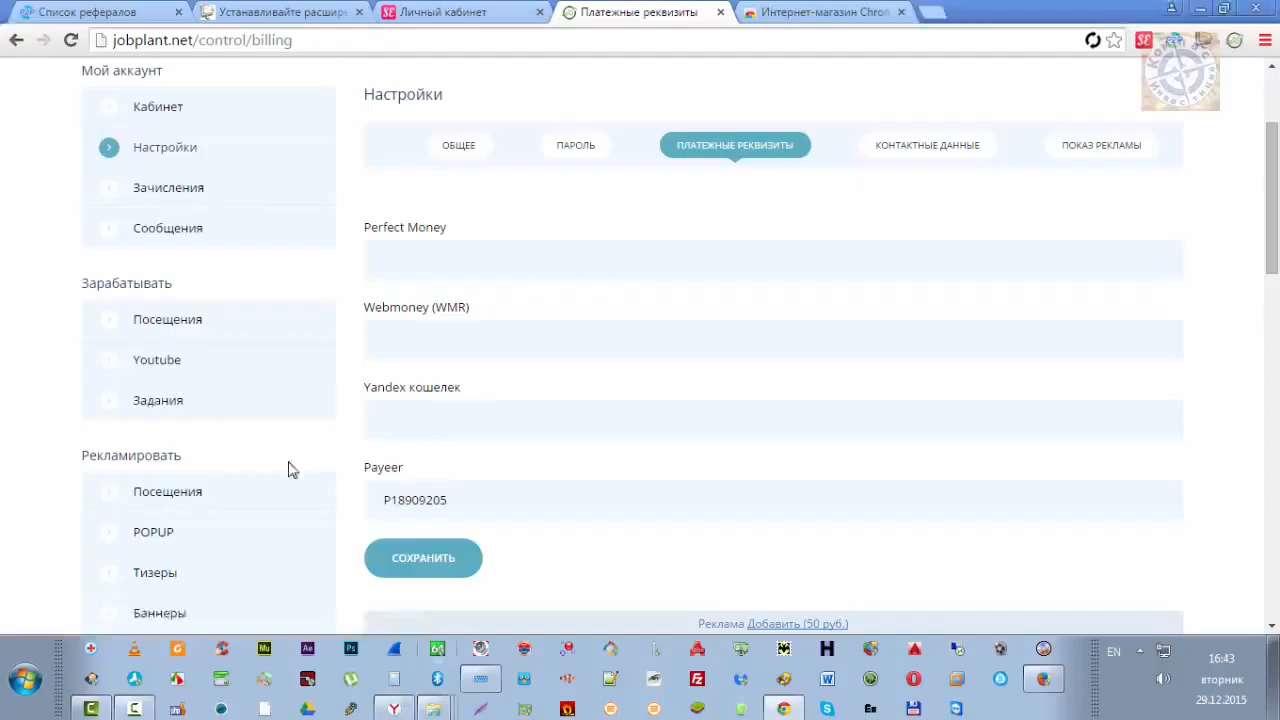 Список рефералов
Устанавливайте расшир
Личный кабинет
Платежные реквизиты
Интернет-магазин Chron
jobplant.net/control/billing
Компас
Инвестиций
Мой аккаунт
Кабинет
Настройки
Зачисления
Сообщения
Зарабатывать
Посещения
Youtube
Задания
Рекламировать
Посещения
POPUP
Тизеры
Баннеры
Настройки
ОБЩЕЕ
ПАРОЛЬ
ПЛАТЕЖНЫЕ РЕКВИЗИТЫ
КОНТАКТНЫЕ ДАННЫЕ
ПОКАЗ РЕКЛАМЫ
Perfect Money
Webmoney (WMR)
Yandex кошелек
Payeer
P18909205
СОХРАНИТЬ
Реклама Добавить (50 руб.)
EN
16:43
вторник
29.12.2015